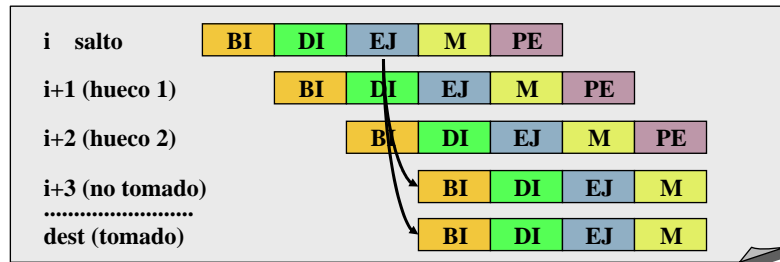 i salto BI DI EJ M PE
i+1 (hueco 1) BI DI EJ M PE
i+2 (hueco 2) BI DI EJ M PE
i+3 (no tomado) BI DI EJ M
.........................
dest (tomado) BI DI EJ M